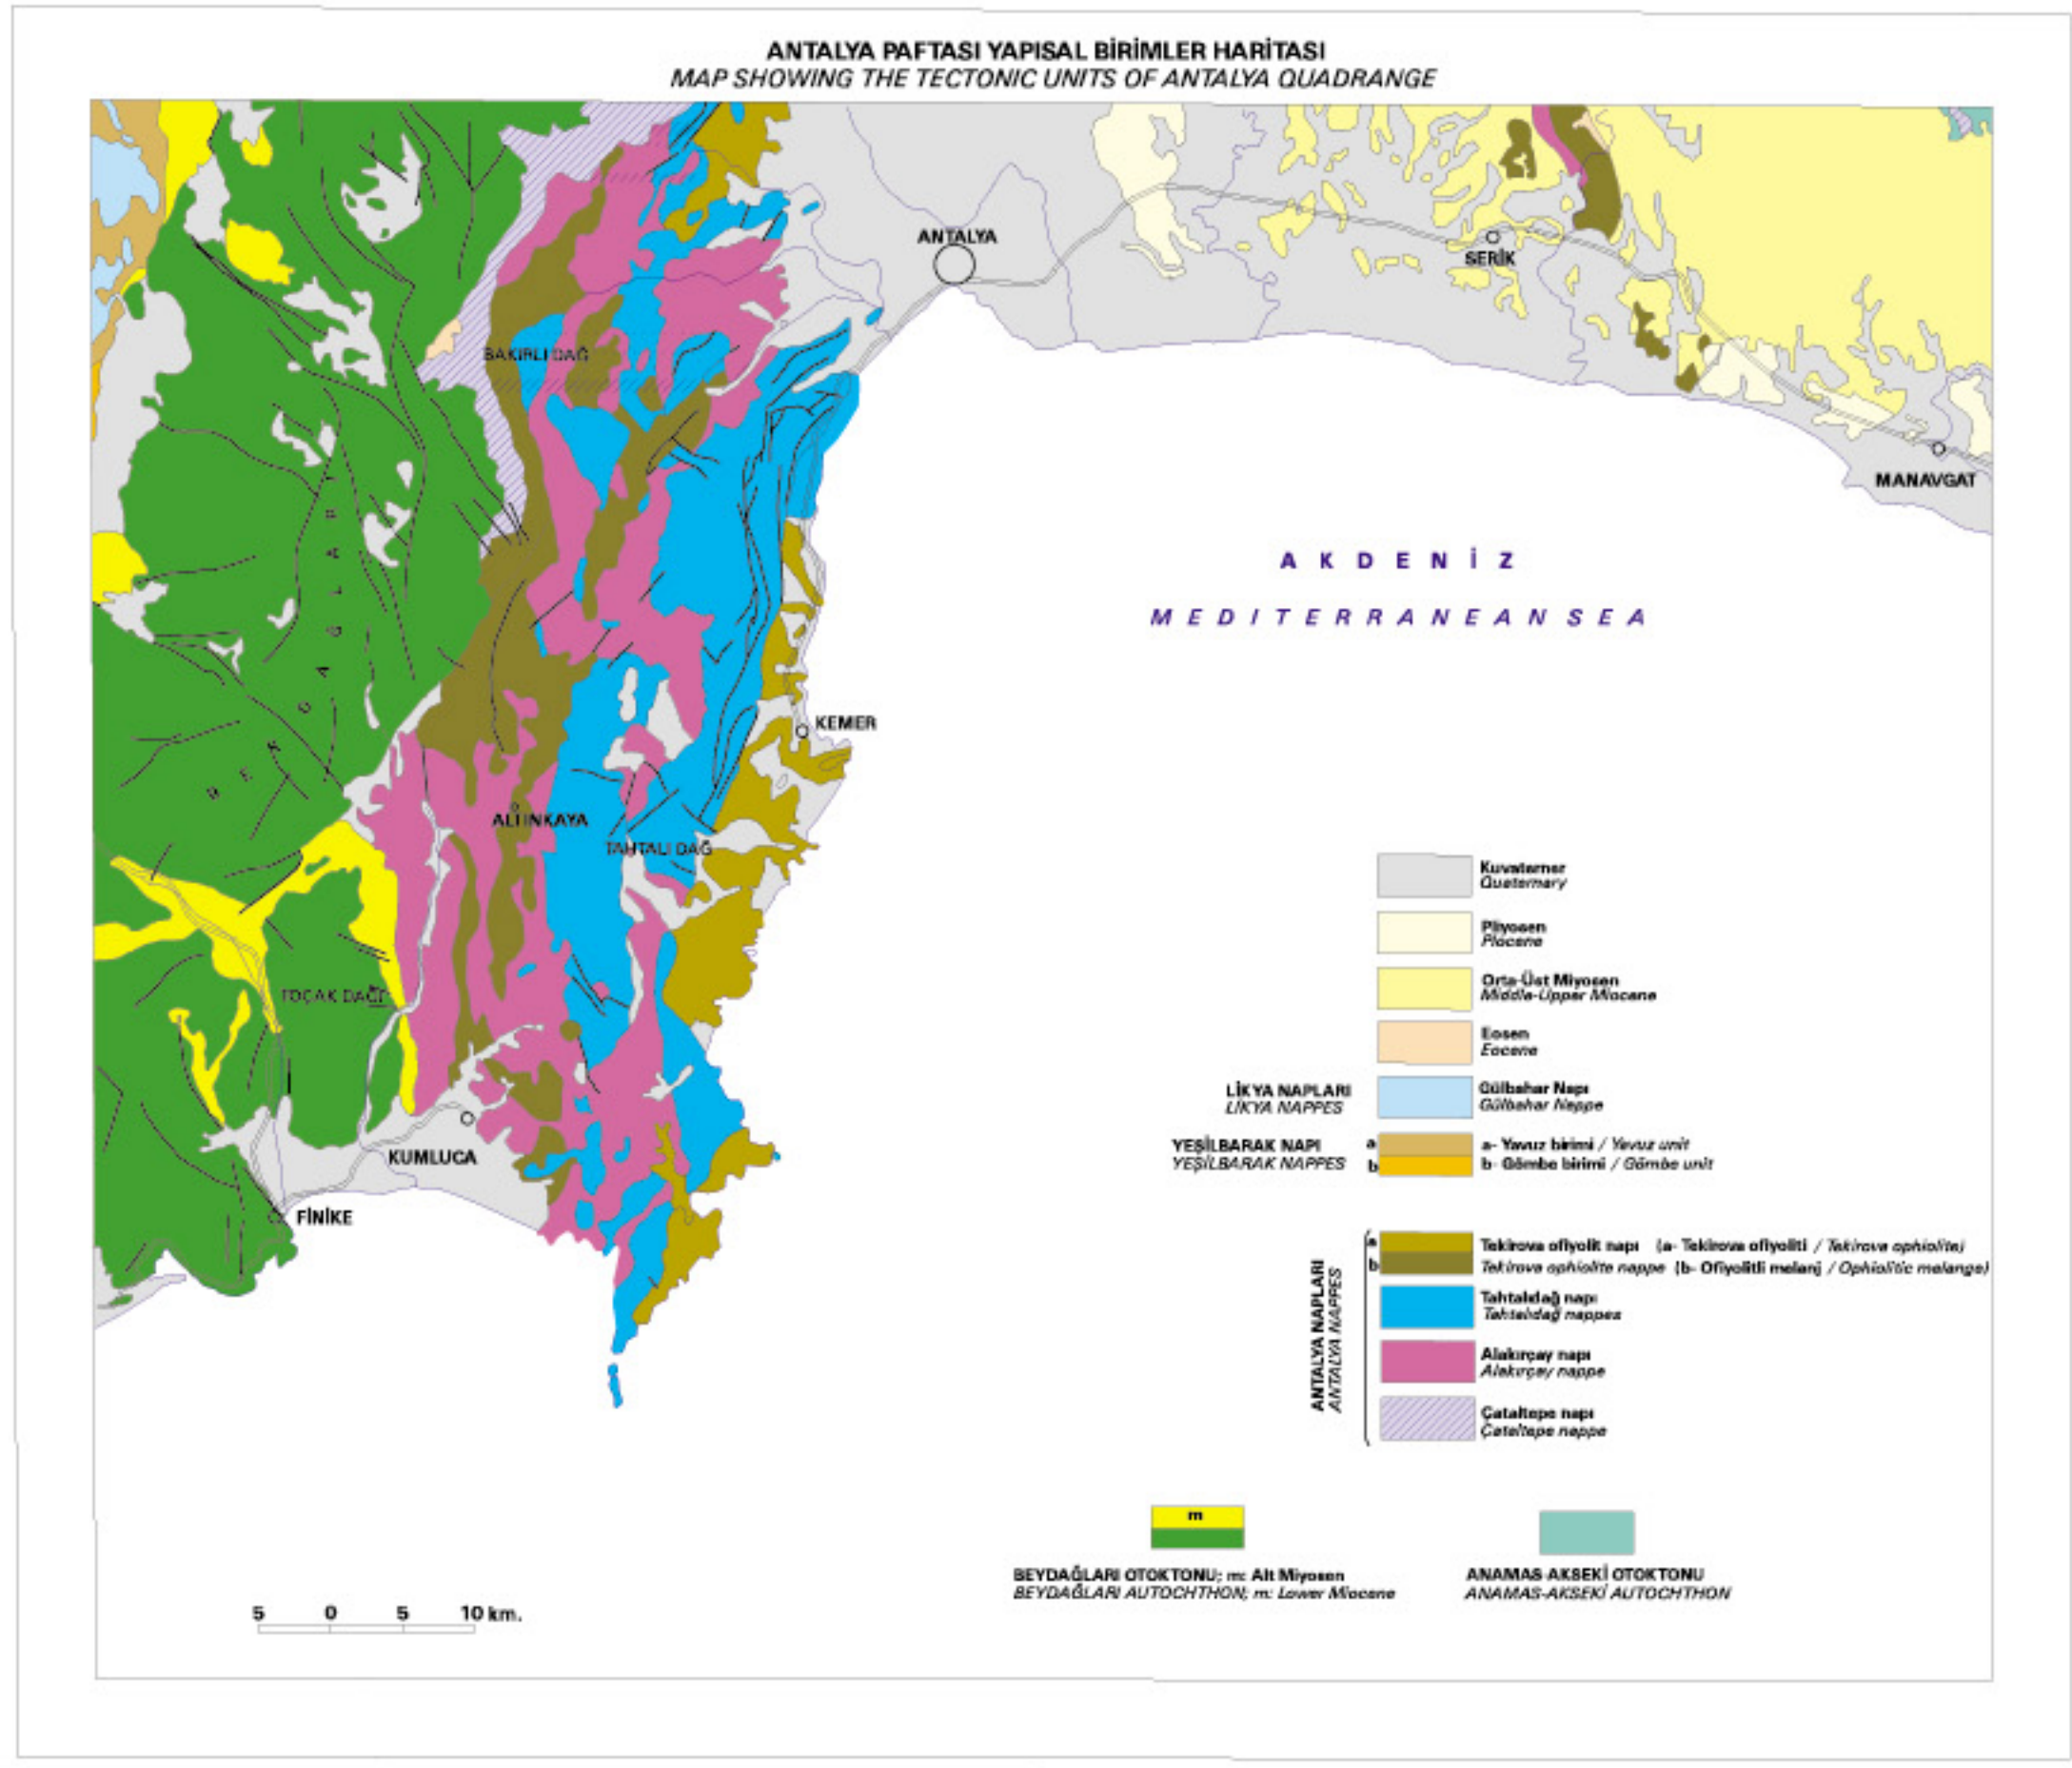 ANTALYA PAFTASI YAPISAL BİRİMLER HARİTASI
MAP SHOWING THE TECTONIC UNITS OF ANTALYA QUADRANGE
ANTALYA
SERİK
BAKIRLI DAĞ
MANAVGAT
A K D E N İ Z
M E D I T E R R A N E A N S E A
B E Y D A Ğ L A R I
KEMER
ALTINKAYA
TAHTALI DAĞ
TOÇAK DAĞI
KUMLUCA
FİNİKE
Kuvaterner
Quaternary
Pliyosen
Plocene
Orta-Üst Miyosen
Middle-Upper Miocene
Eosen
Eocene
LİKYA NAPLARI
LİKYA NAPPES
Gülbahar Napı
Gülbahar Neppe
YEŞİLBARAK NAPI
YEŞİLBARAK NAPPES
a
b
a- Yavuz birimi / Yevuz unit
b- Gömbe birimi / Gömbe unit
ANTALYA NAPLARI
ANTALYA NAPPES
a
b
Tekirova ofiyolit napı (a- Tekirova ofiyoliti / Tekirova ophiolite)
Tekirova ophiolite nappe (b- Ofiyolitli melanj / Ophiolitic melange)
Tahtalıdağ napı
Tahtalıdağ nappes
Alakırçay napı
Alakırçay nappe
Çataltepe napı
Çataltepe nappe
m
BEYDAĞLARI OTOKTONU; m: Alt Miyosen
BEYDAĞLARI AUTOCHTHON; m: Lower Miocene
ANAMAS-AKSEKİ OTOKTONU
ANAMAS-AKSEKİ AUTOCHTHON
5 0 5 10 km.